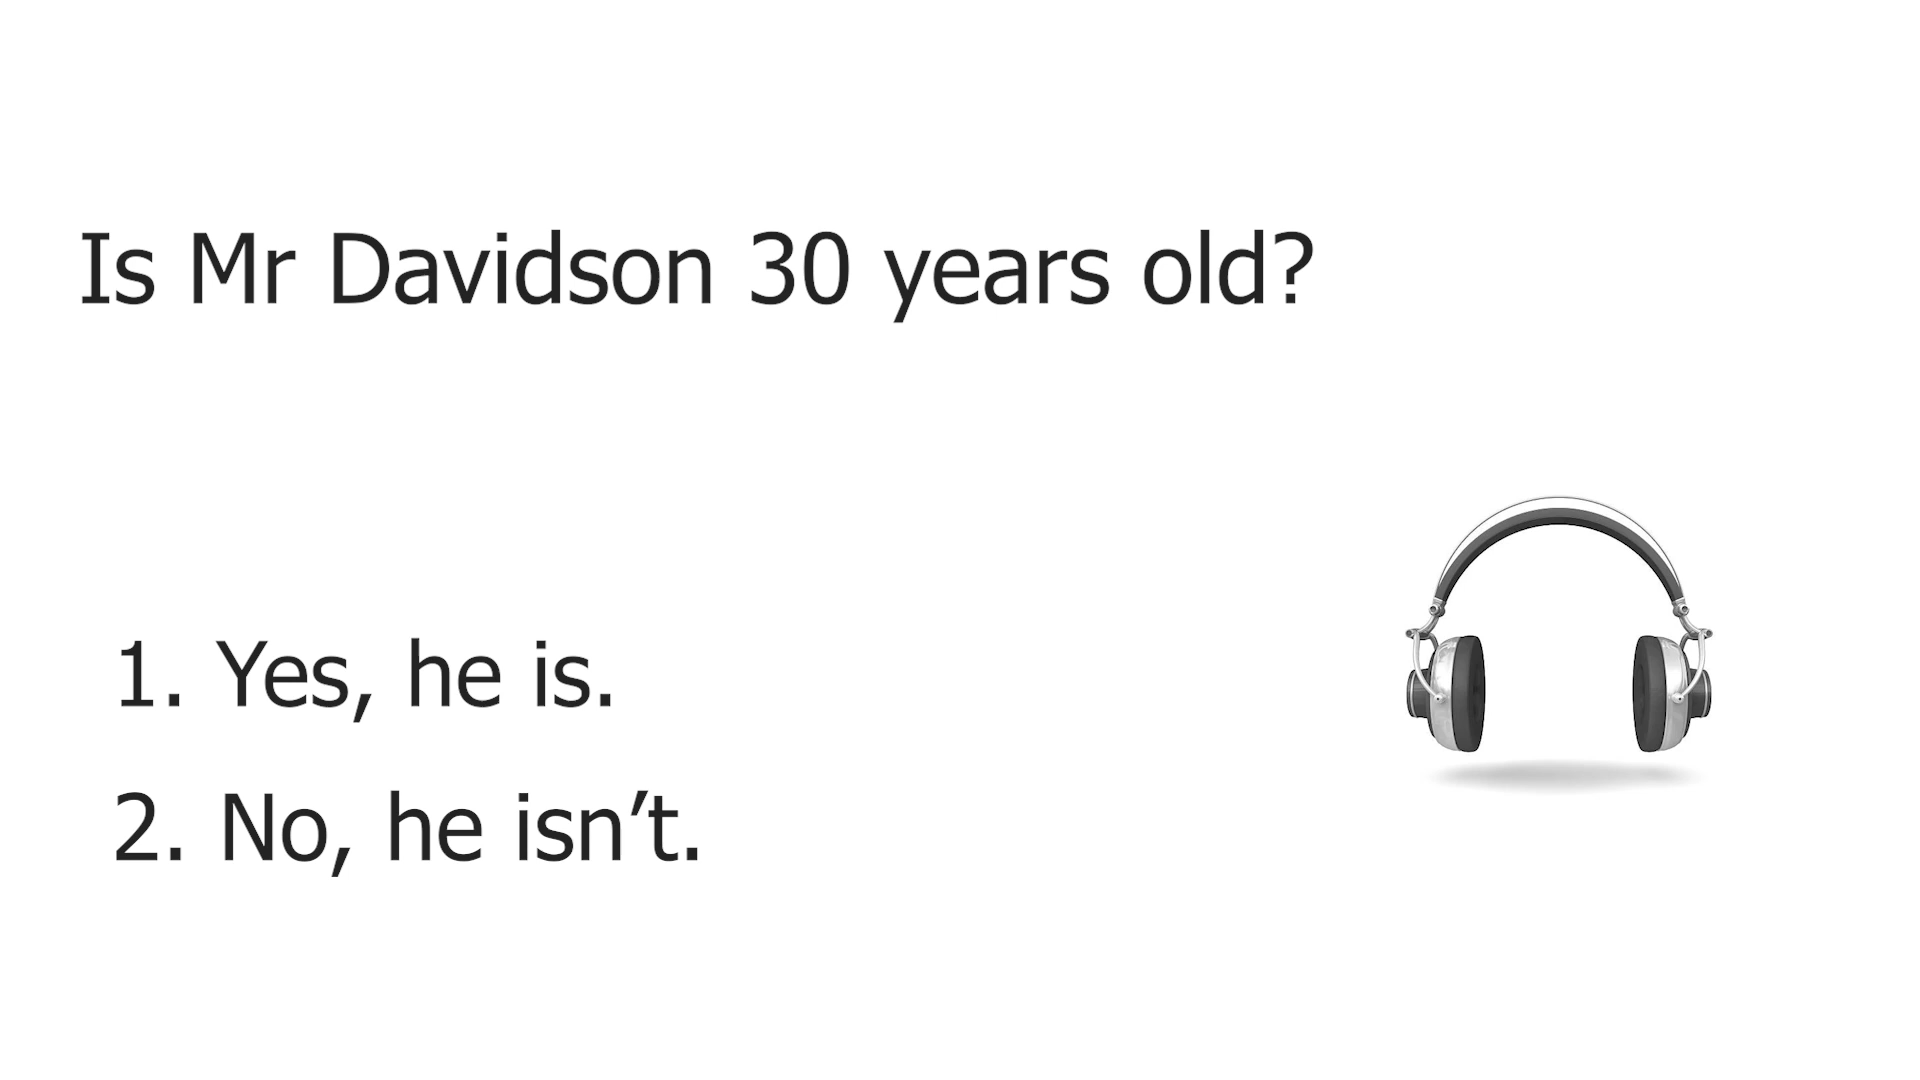 Is Mr Davidson 30 years old?
1. Yes, he is.
2. No, he isn’t.